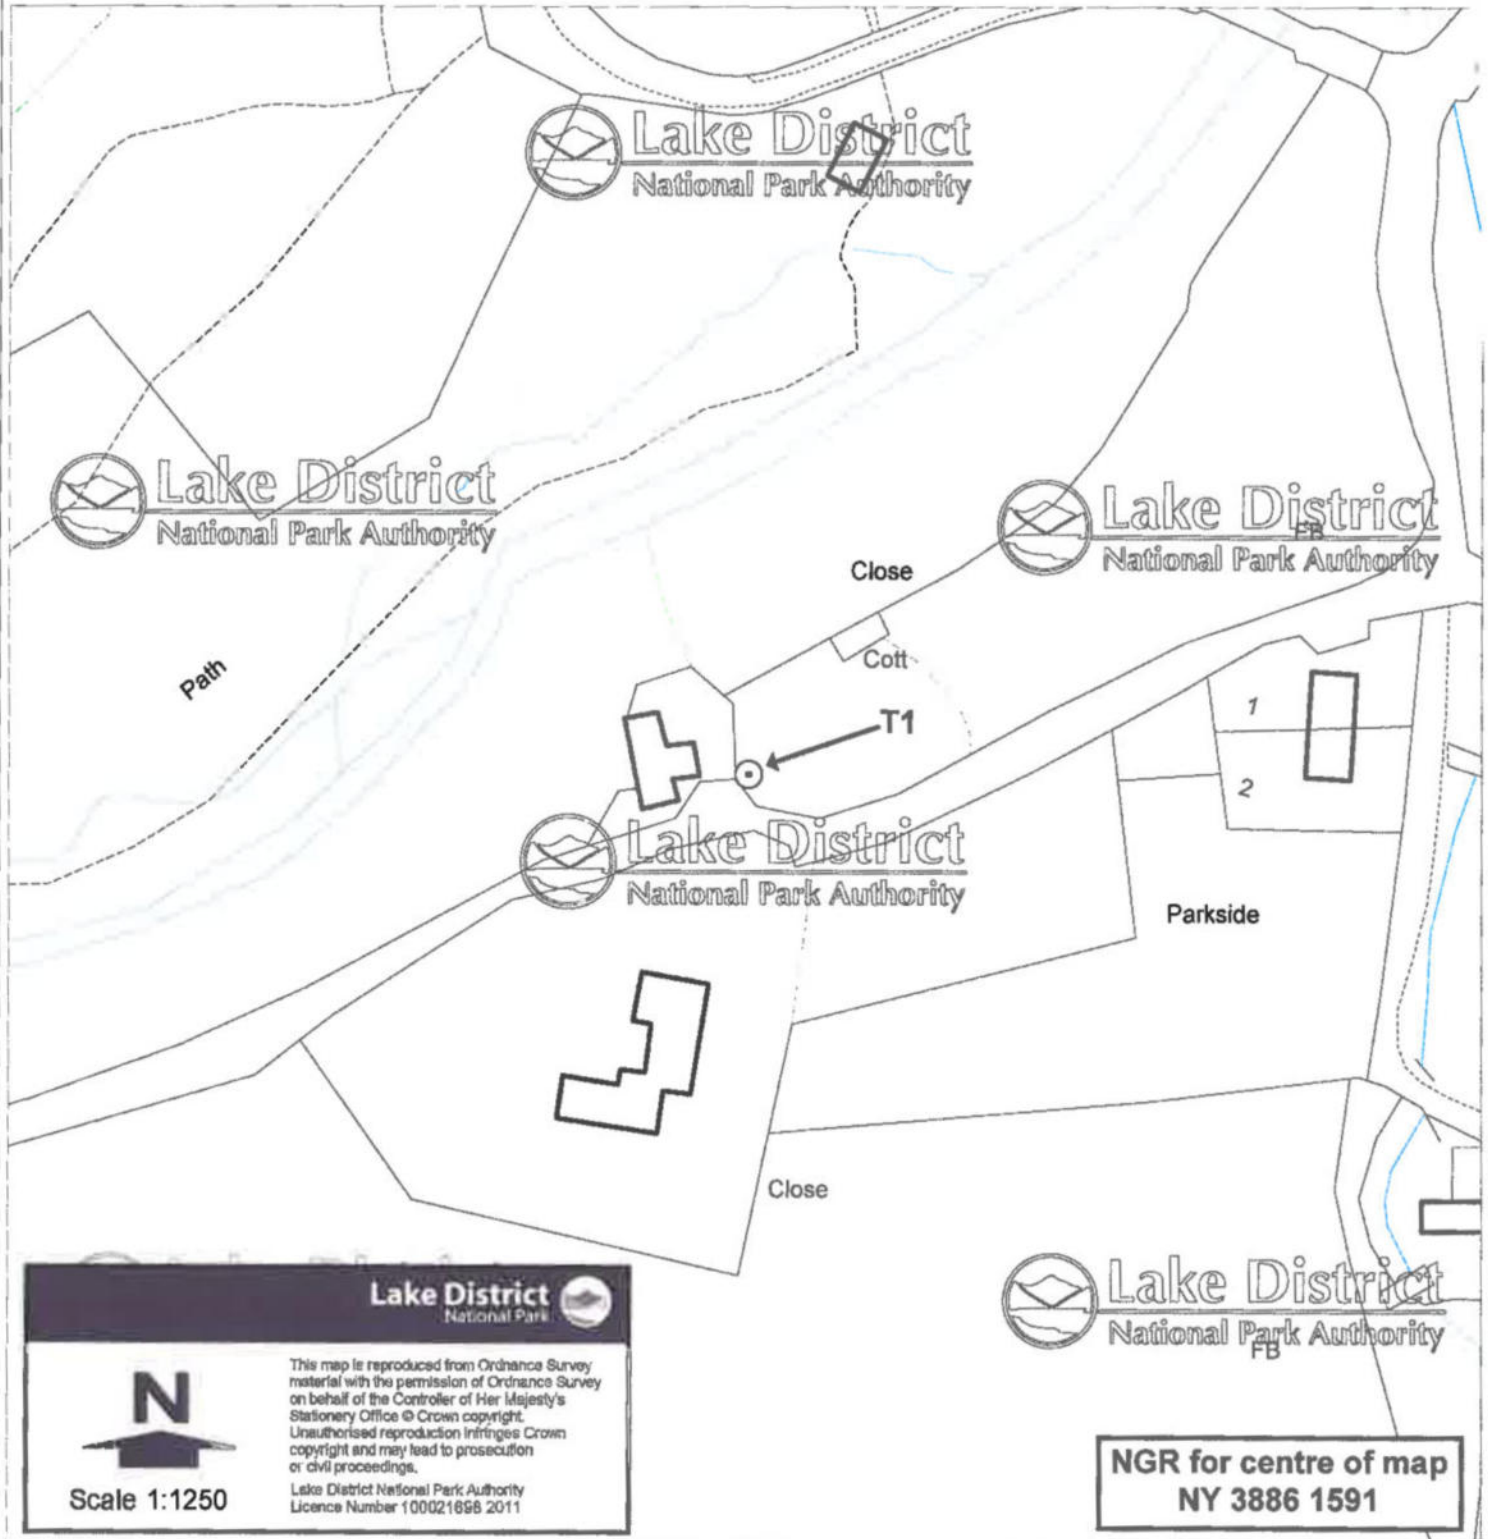 Lake District
National Park Authority
Lake District
National Park Authority
Lake District
FB
National Park Authority
Close
Cott
Path
T1
1
2
Lake District
National Park Authority
Parkside
Close
Lake District
National Park
N
Scale 1:1250
This map is reproduced from Ordnance Survey
material with the permission of Ordnance Survey
on behalf of the Controller of Her Majesty's
Stationery Office © Crown copyright.
Unauthorised reproduction infringes Crown
copyright and may lead to prosecution
or civil proceedings.
Lake District National Park Authority
Licence Number 100021698 2011
Lake District
National Park Authority
FB
NGR for centre of map
NY 3886 1591